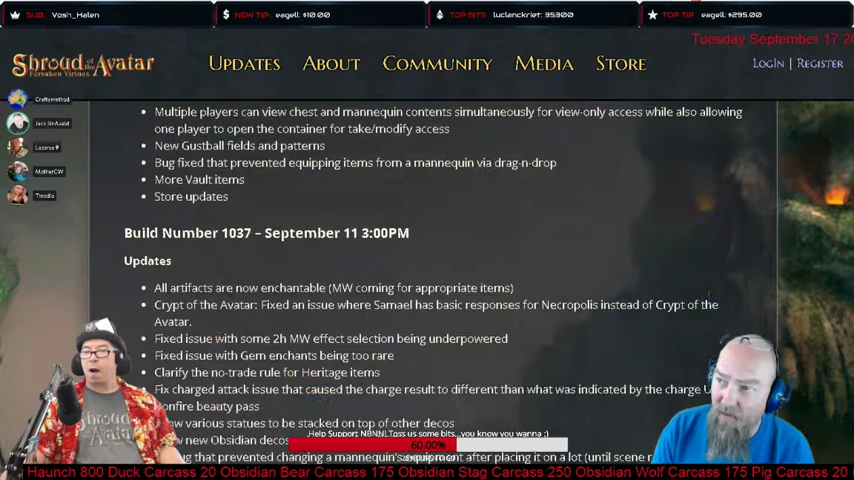 SUB Vosh_Halen
NEW TIP eagell: $10.00
TOP BITS luclanckriet: 35300
TOP TIP eagell: $295.00
Tuesday September 17 20
Shroud of the Avatar
Forsaken Virtues
Updates About Community Media Store
LogIn | Register
Craftymethod
Jack Sinassist
Lazarus
MotherCW
Thredia
Multiple players can view chest and mannequin contents simultaneously for view-only access while also allowing
one player to open the container for take/modify access
New Gustball fields and patterns
Bug fixed that prevented equipping items from a mannequin via drag-n-drop
More Vault items
Store updates
Build Number 1037 – September 11 3:00PM
Updates
All artifacts are now enchantable (MW coming for appropriate items)
Crypt of the Avatar: Fixed an issue where Samael has basic responses for Necropolis instead of Crypt of the
Avatar.
Fixed issue with some 2h MW effect selection being underpowered
Fixed issue with Gem enchants being too rare
Clarify the no-trade rule for Heritage items
Fix charged attack issue that caused the charge result to different than what was indicated by the charge U
onfire beauty pass
ow various statues to be stacked on top of other decos
w new Obsidian decos
Help Support NBNN! Toss us some bits...you know you wanna :)
60.00%
g that prevented changing a mannequin's equipment after placing it on a lot (until scene r
Shroud
Avatar
Haunch 800 Duck Carcass 20 Obsidian Bear Carcass 175 Obsidian Stag Carcass 250 Obsidian Wolf Carcass 175 Pig Carcass 20